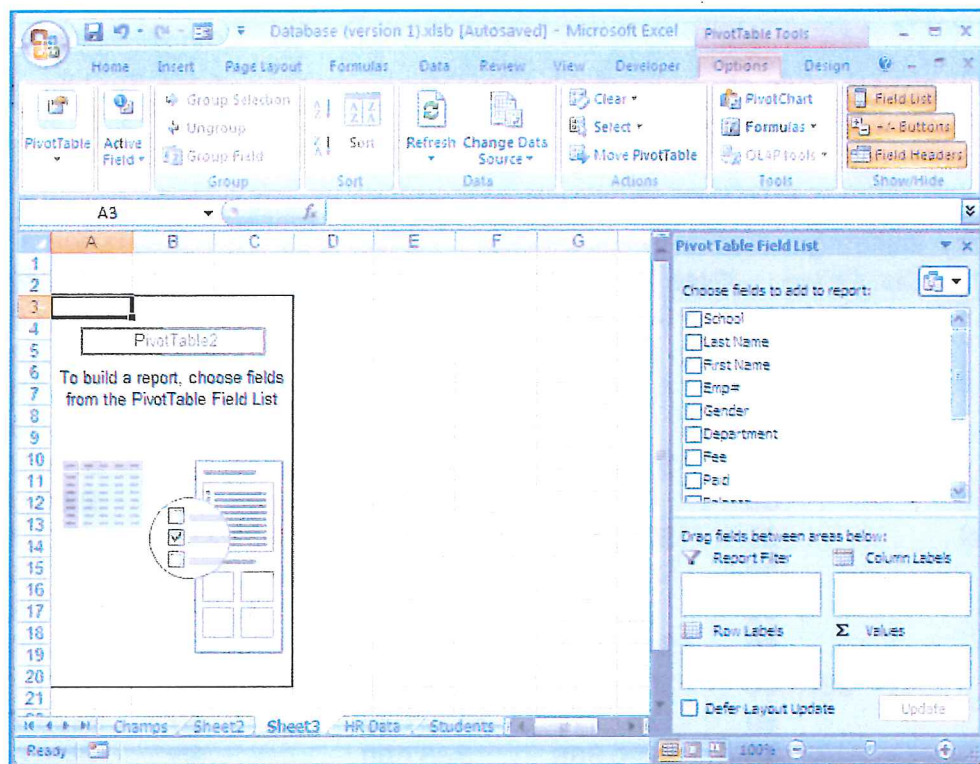 Database (version 1).xlsb [Autosaved] - Microsoft Excel PivotTable Tools
Home Insert Page Layout Formulas Data Review View Developer Options Design
PivotTable
Active Field
Group Selection
Ungroup
Group Field
Group
Sort
Sort
Refresh Change Data Source
Data
Clear
Select
Move PivotTable
Actions
PivotChart
Formulas
OLAP tools
Tools
Field List
+/- Buttons
Field Headers
Show/Hide
A3 fx
A B C D E F G
1
2
3
4
5
6
7
8
9
10
11
12
13
14
15
16
17
18
19
20
21
PivotTable2
To build a report, choose fields
from the PivotTable Field List
PivotTable Field List
Choose fields to add to report:
School
Last Name
First Name
Emp#
Gender
Department
Fee
Paid
Balance
Drag fields between areas below:
Report Filter Column Labels
Row Labels Σ Values
Defer Layout Update Update
Champs Sheet2 Sheet3 HR Data Students
Ready 100%